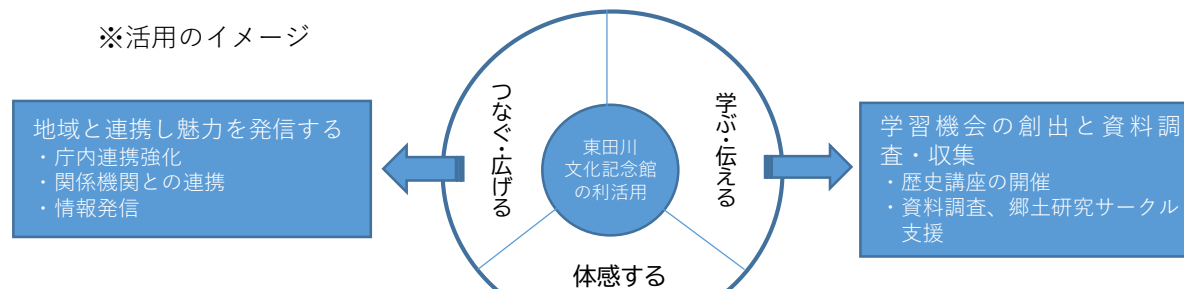 ※活用のイメージ
地域と連携し魅力を発信する
・庁内連携強化
・関係機関との連携
・情報発信
つなぐ・広げる
東田川
文化記念館
の利活用
学ぶ・伝える
体感する
学習機会の創出と資料調
査・収集
・歴史講座の開催
・資料調査、郷土研究サークル
支援